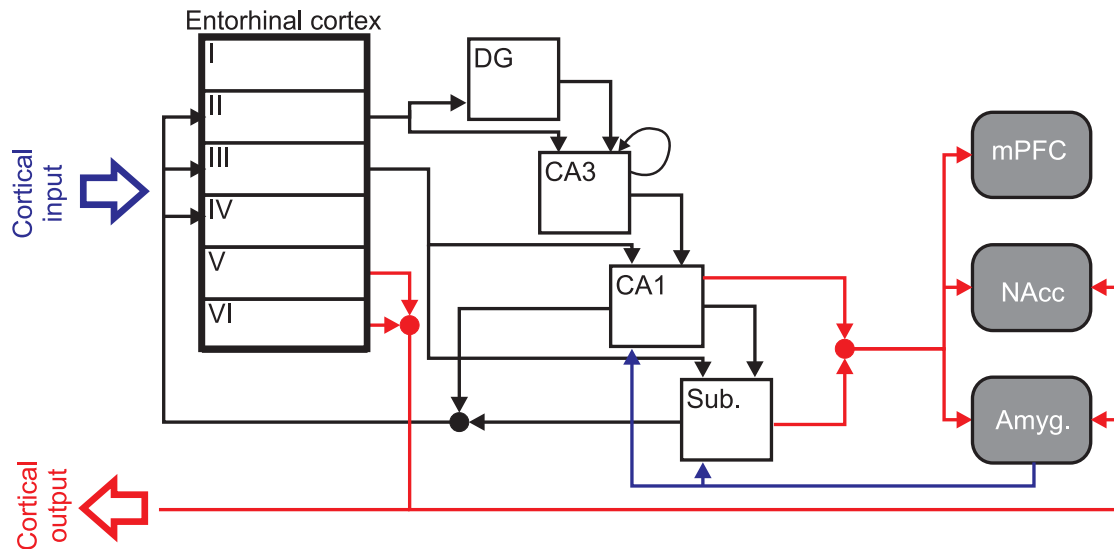 Entorhinal cortex
I
II
III
IV
V
VI
DG
CA3
CA1
Sub.
mPFC
NAcc
Amyg.
Cortical
input
Cortical
output